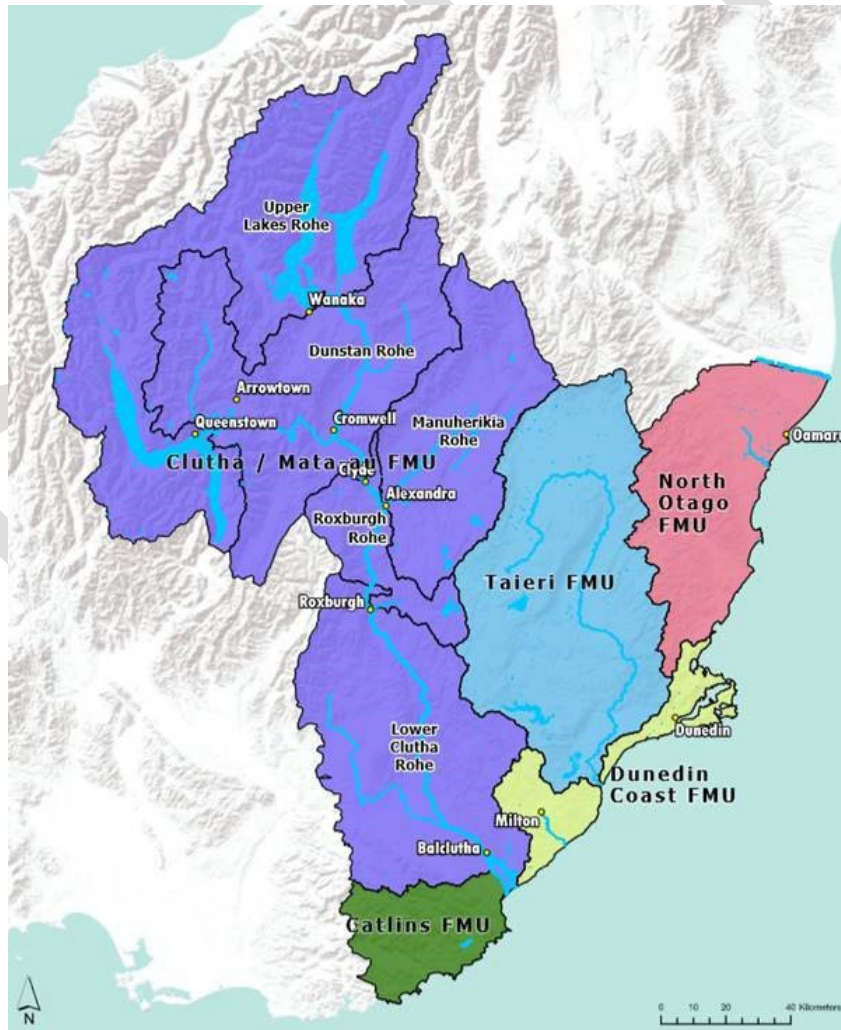 Upper
Lakes Rohe
Wanaka
Dunstan Rohe
Arrowtown
Queenstown
Cromwell
Manuherikia
Rohe
Oamaru
Clutha / Mata-au FMU
Clyde
Alexandra
North
Otago
FMU
Roxburgh
Rohe
Taieri FMU
Roxburgh
Lower
Clutha
Rohe
Dunedin
Dunedin
Coast FMU
Milton
Balclutha
Catlins FMU
N
0 10 20 40 Kilometers